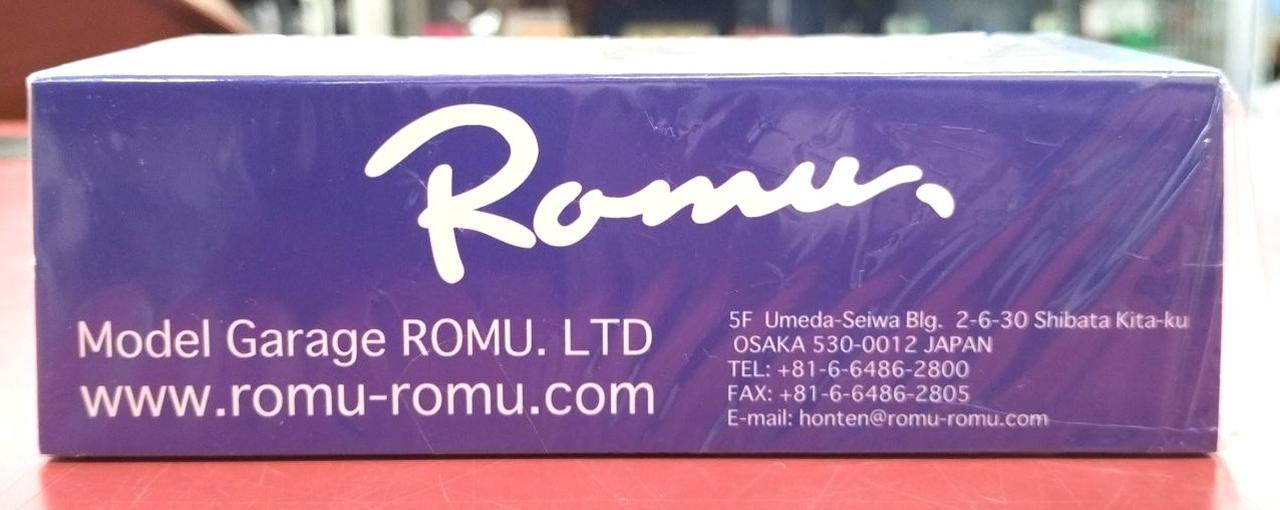 Romu.
Model Garage ROMU. LTD
www.romu-romu.com
5F Umeda-Seiwa Blg. 2-6-30 Shibata Kita-ku
OSAKA 530-0012 JAPAN
TEL: +81-6-6486-2800
FAX: +81-6-6486-2805
E-mail: honten@romu-romu.com